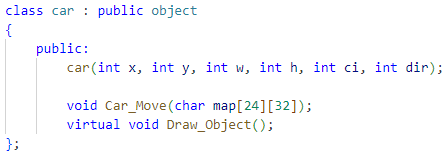 class car : public object
{
    public:
        car(int x, int y, int w, int h, int ci, int dir);
        void Car_Move(char map[24][32]);
        virtual void Draw_Object();
};